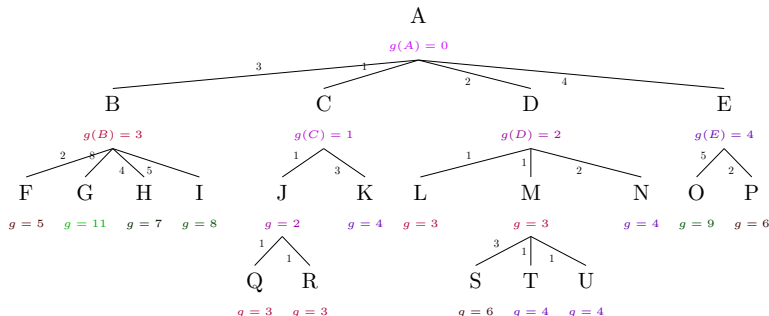 A
g(A) = 0
3 1 2 4
B C D E
g(B) = 3 g(C) = 1 g(D) = 2 g(E) = 4
2 8 4 5 1 3 1 1 2 5 2
F G H I J K L M N O P
g = 5 g = 11 g = 7 g = 8 g = 2 g = 4 g = 3 g = 3 g = 4 g = 9 g = 6
1 1 3 1 1
Q R S T U
g = 3 g = 3 g = 6 g = 4 g = 4